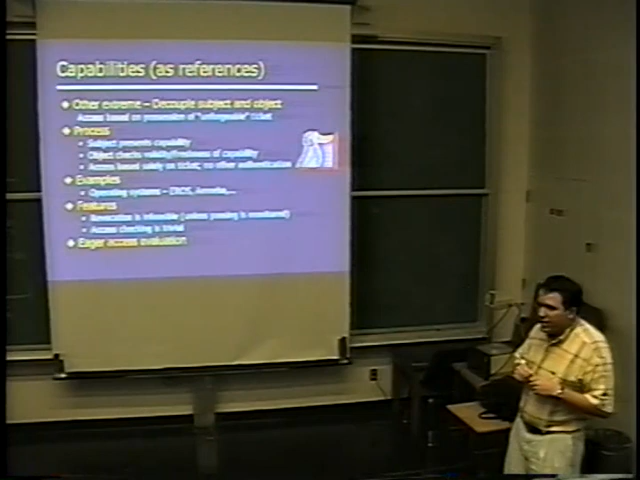 Capabilities (as references)
Other extreme – Decouple subject and object
Access based on possession of "unforgeable" ticket
Process
Subject presents capability
Object checks validity/freshness of capability
Access based solely on ticket; no other authentication
Examples
Operating systems – EROS, Amoeba,...
Features
Revocation is infeasible (unless passing is monitored)
Access checking is trivial
Eager access evaluation